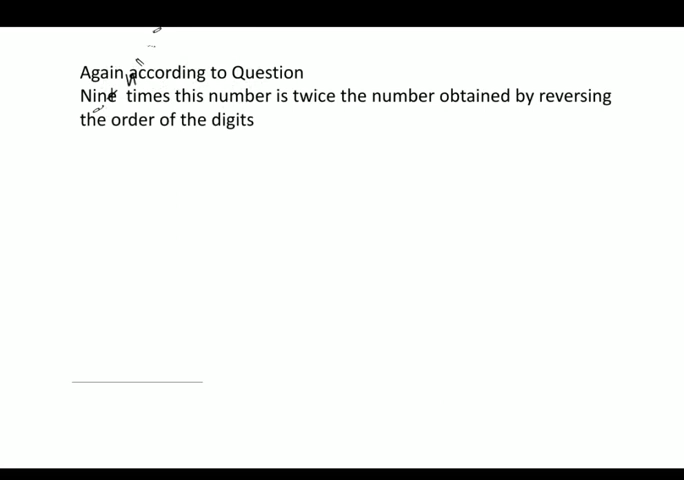 Again according to Question
Nine times this number is twice the number obtained by reversing
the order of the digits